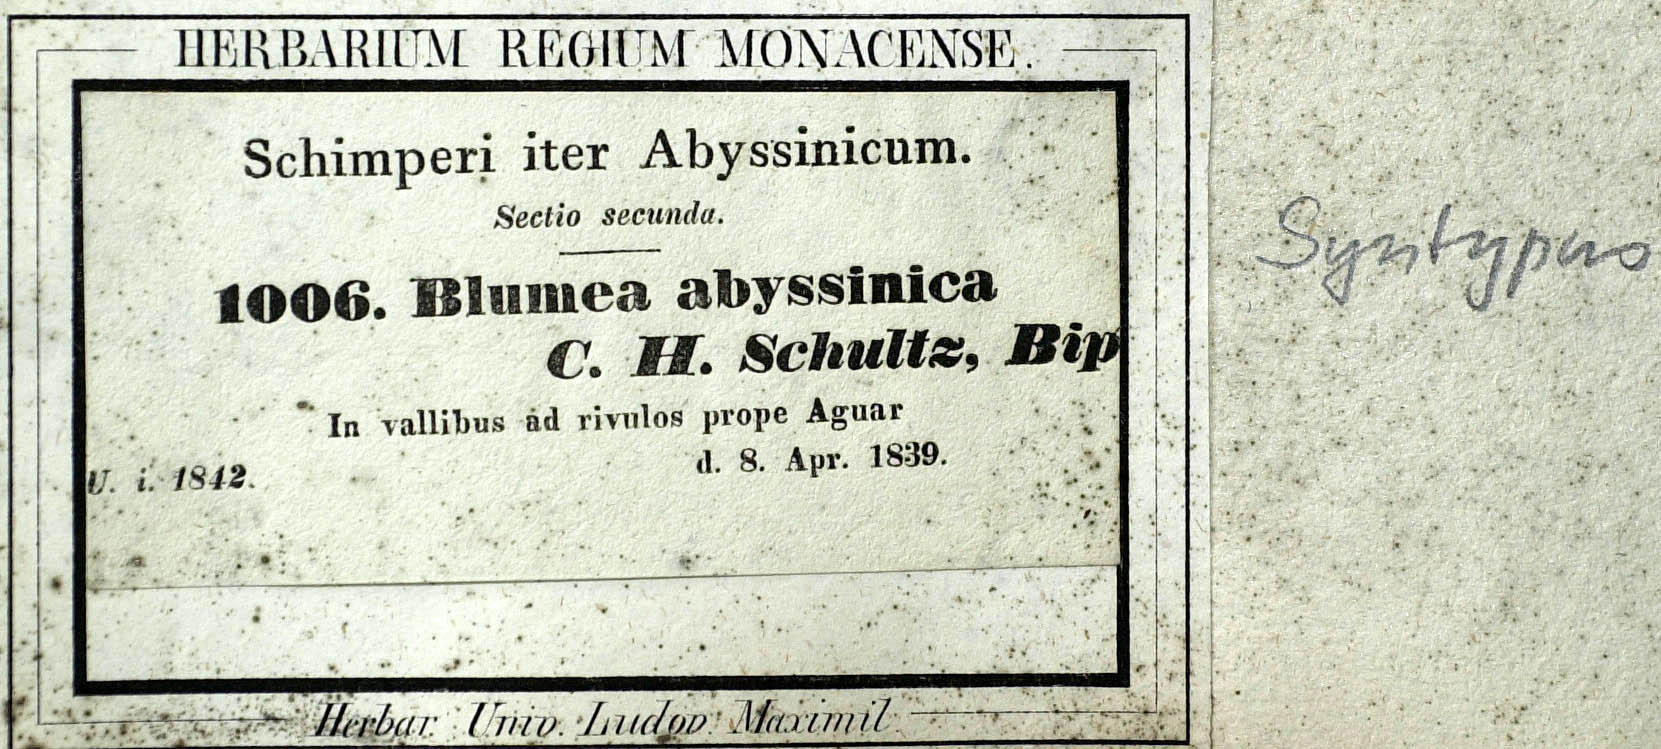 HERBARIUM REGIUM MONACENSE.
Schimperi iter Abyssinicum.
Sectio secunda.
1006. Blumea abyssinica
C. H. Schultz, Bip
In vallibus ad rivulos prope Aguar
d. 8. Apr. 1839.
U. i. 1842.
Herbar. Univ. Ludov. Maximil.
Syntypus